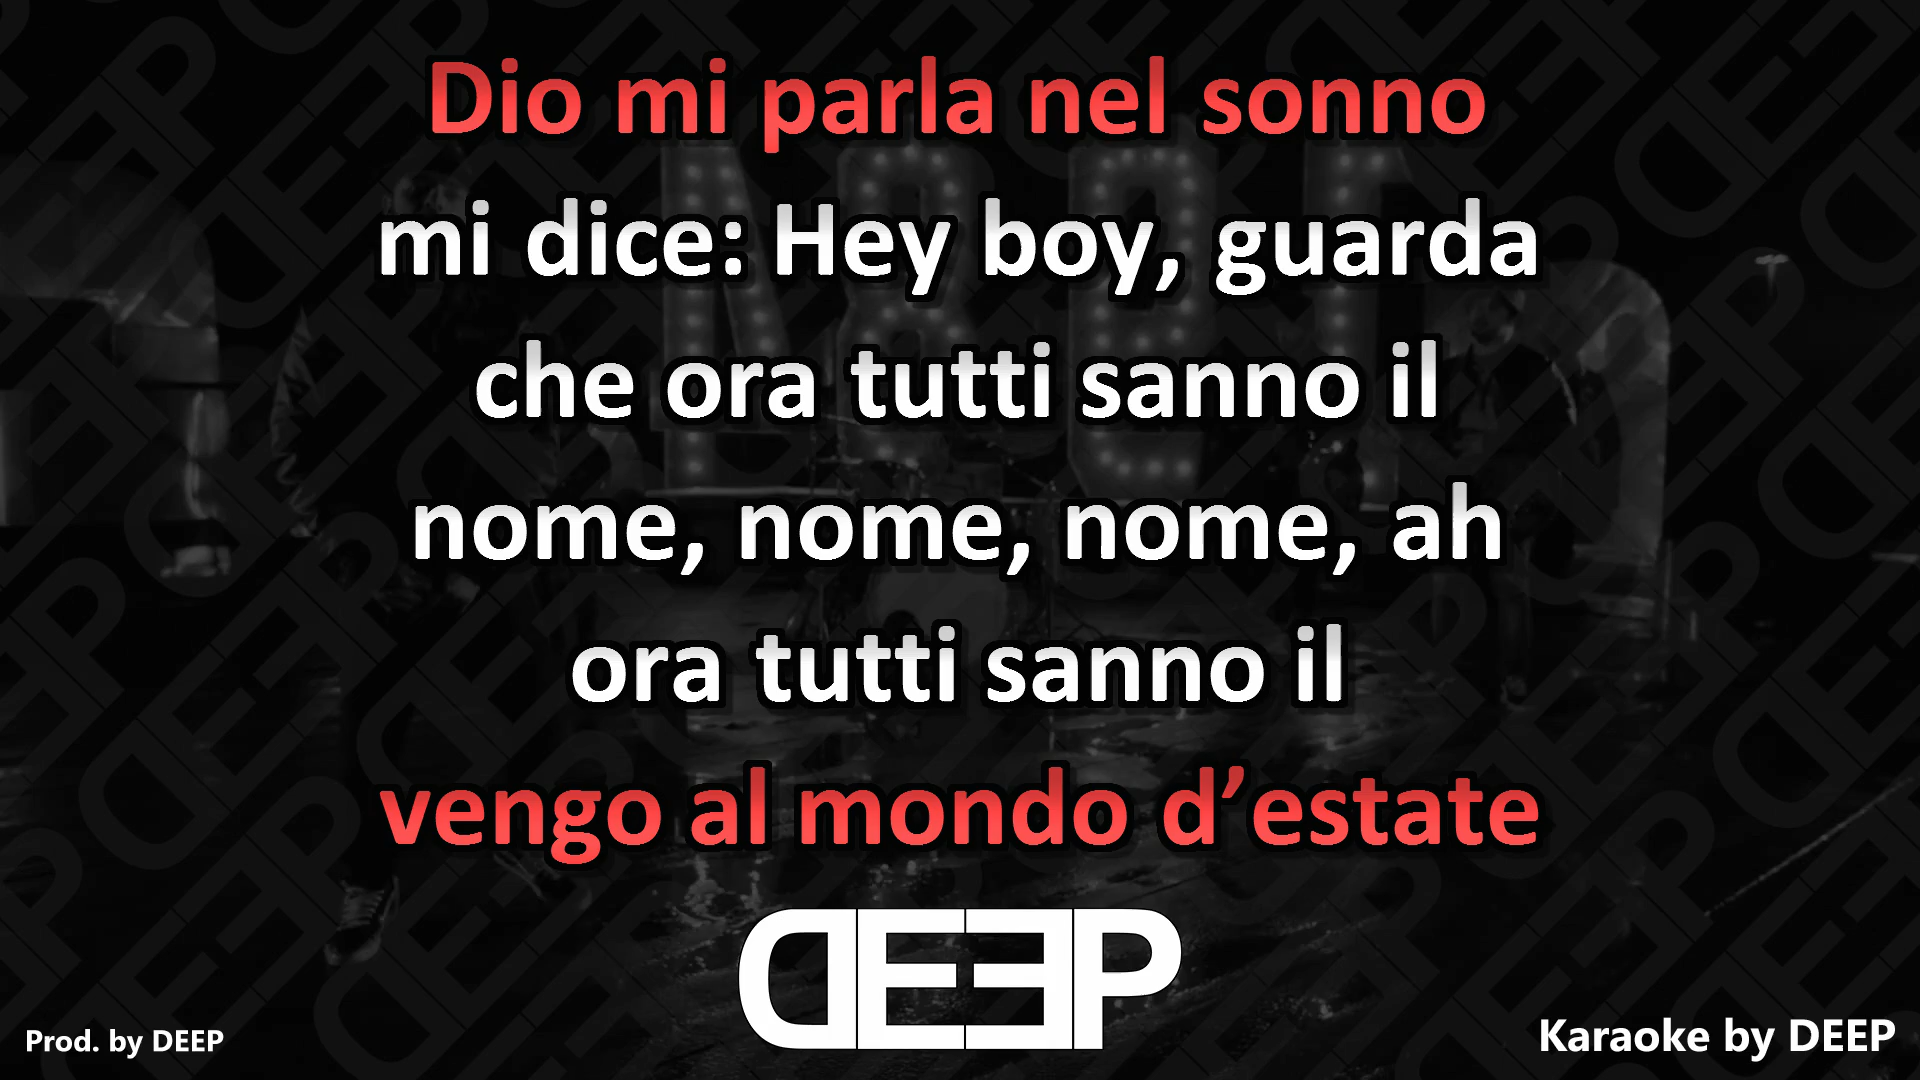 Dio mi parla nel sonno
mi dice: Hey boy, guarda
che ora tutti sanno il
nome, nome, nome, ah
ora tutti sanno il
vengo al mondo d’estate
DEEP
Prod. by DEEP
Karaoke by DEEP